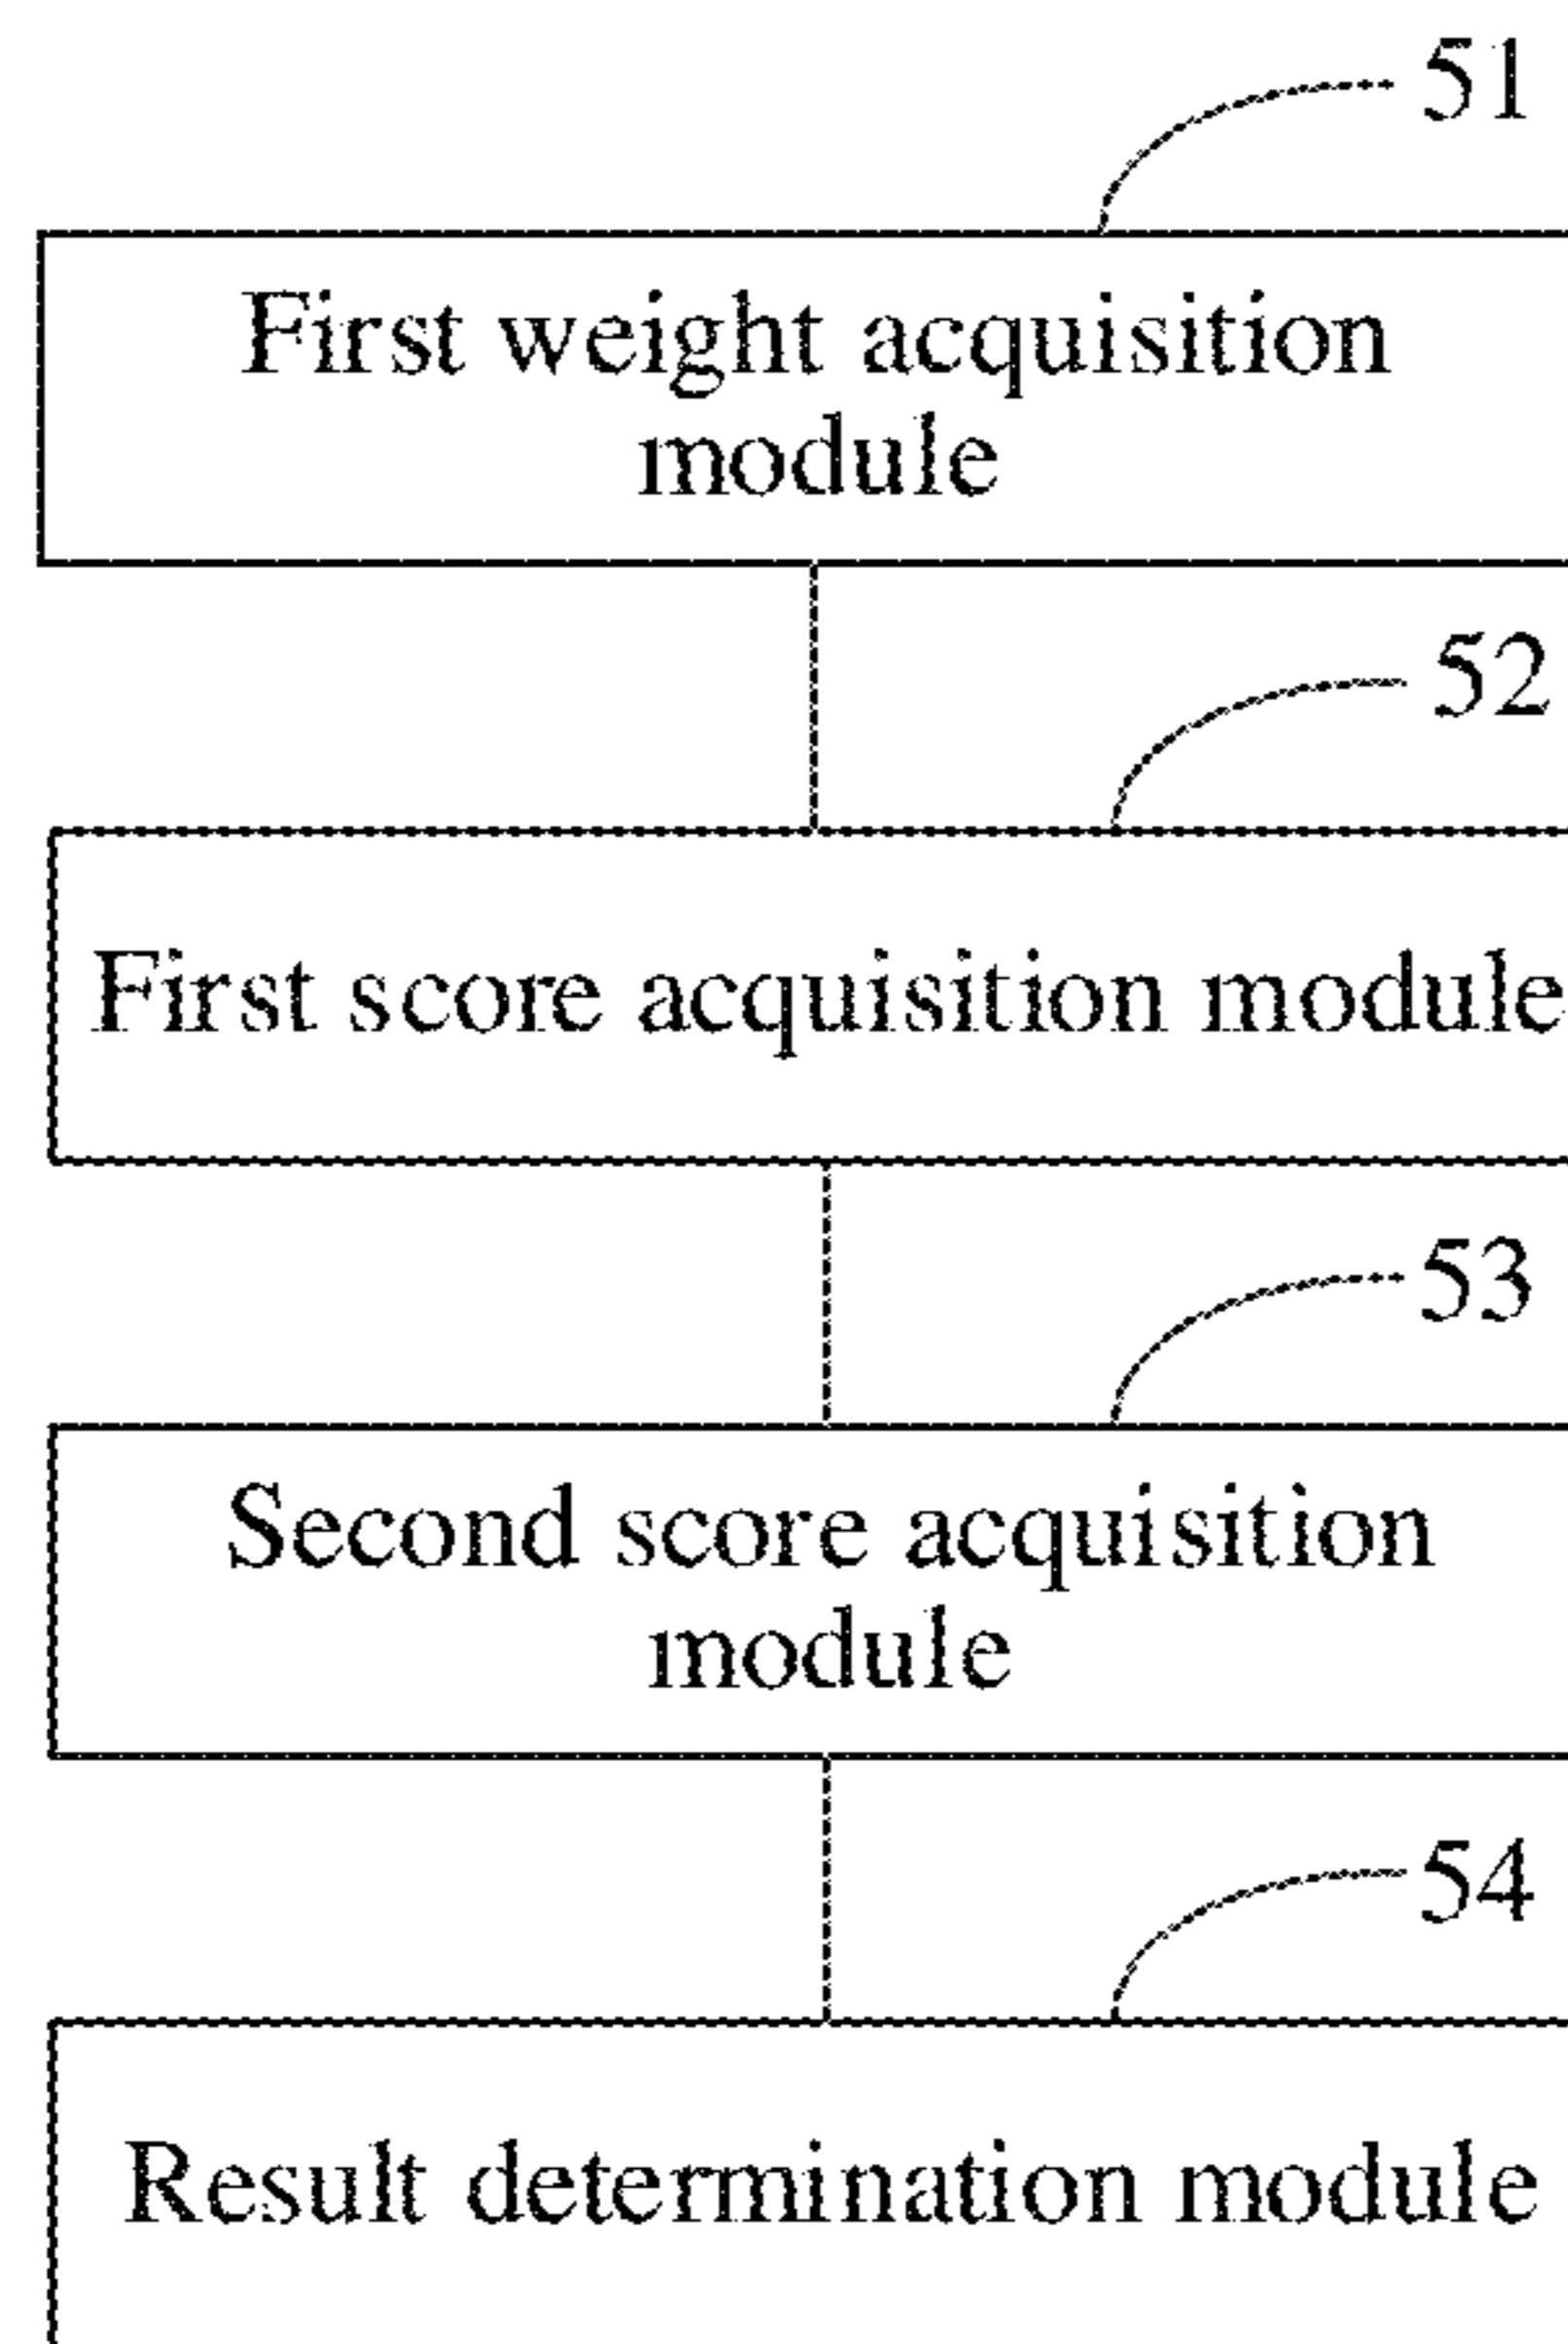 51
First weight acquisition
module
52
First score acquisition module
53
Second score acquisition
module
54
Result determination module